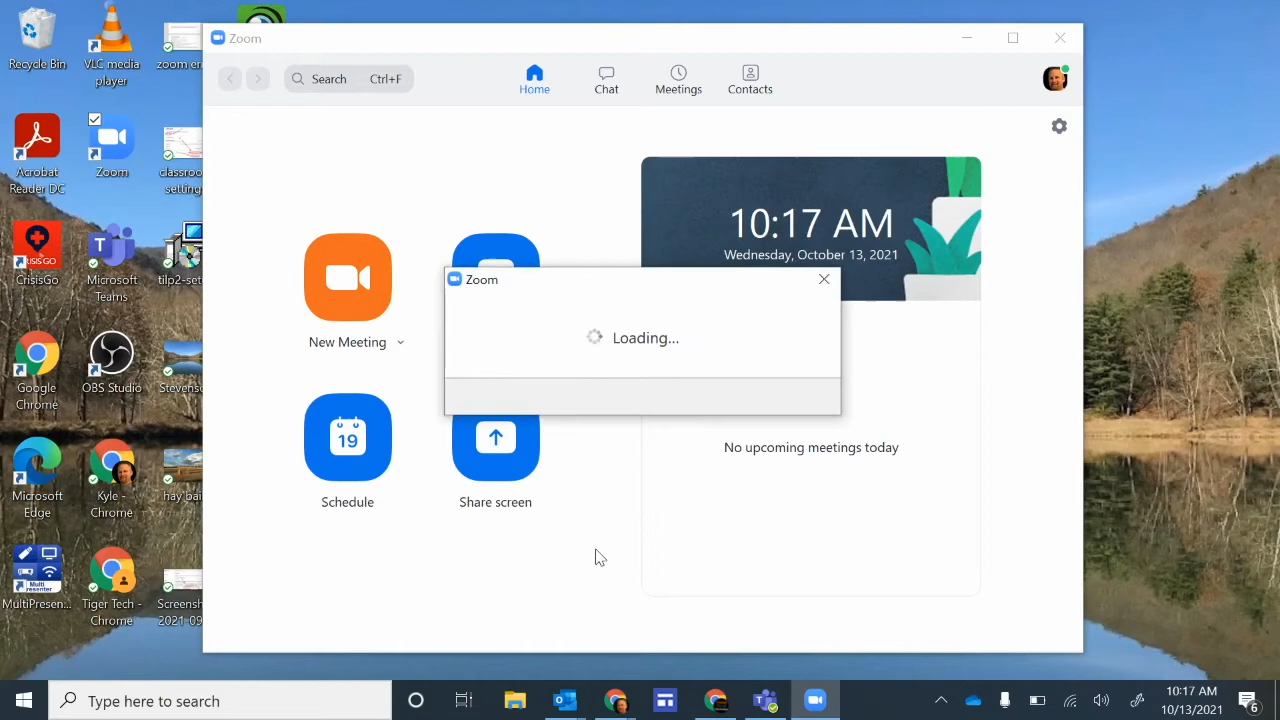 Recycle Bin
VLC media
player
zoom
Acrobat
Reader DC
Zoom
classroo
setting
CrisisGo
Microsoft
Teams
tilp2-set
Google
Chrome
OBS Studio
Stevenso
Microsoft
Edge
Kyle -
Chrome
hay bai
MultiPresen...
Tiger Tech -
Chrome
Screensh
2021-09
Multi
presenter
Zoom
Search Ctrl+F
Home
Chat
Meetings
Contacts
10:17 AM
Wednesday, October 13, 2021
Zoom
Loading...
New Meeting
19
Schedule
Share screen
No upcoming meetings today
Type here to search
10:17 AM
10/13/2021
6